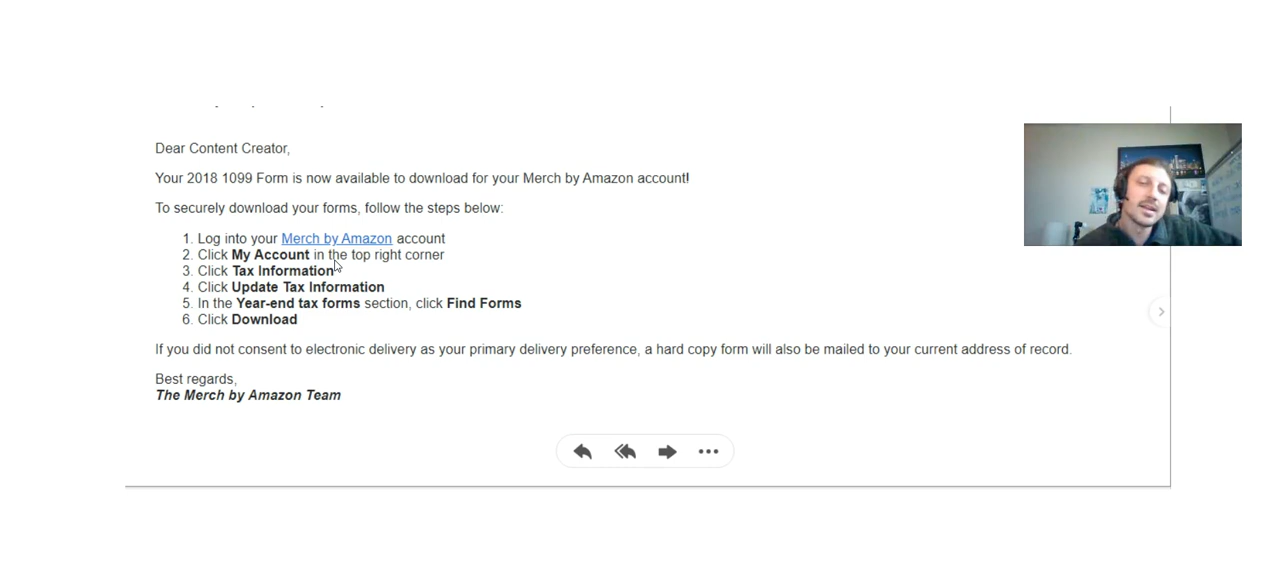 Dear Content Creator,
Your 2018 1099 Form is now available to download for your Merch by Amazon account!
To securely download your forms, follow the steps below:
1. Log into your Merch by Amazon account
2. Click My Account in the top right corner
3. Click Tax Information
4. Click Update Tax Information
5. In the Year-end tax forms section, click Find Forms
6. Click Download
If you did not consent to electronic delivery as your primary delivery preference, a hard copy form will also be mailed to your current address of record.
Best regards,
The Merch by Amazon Team